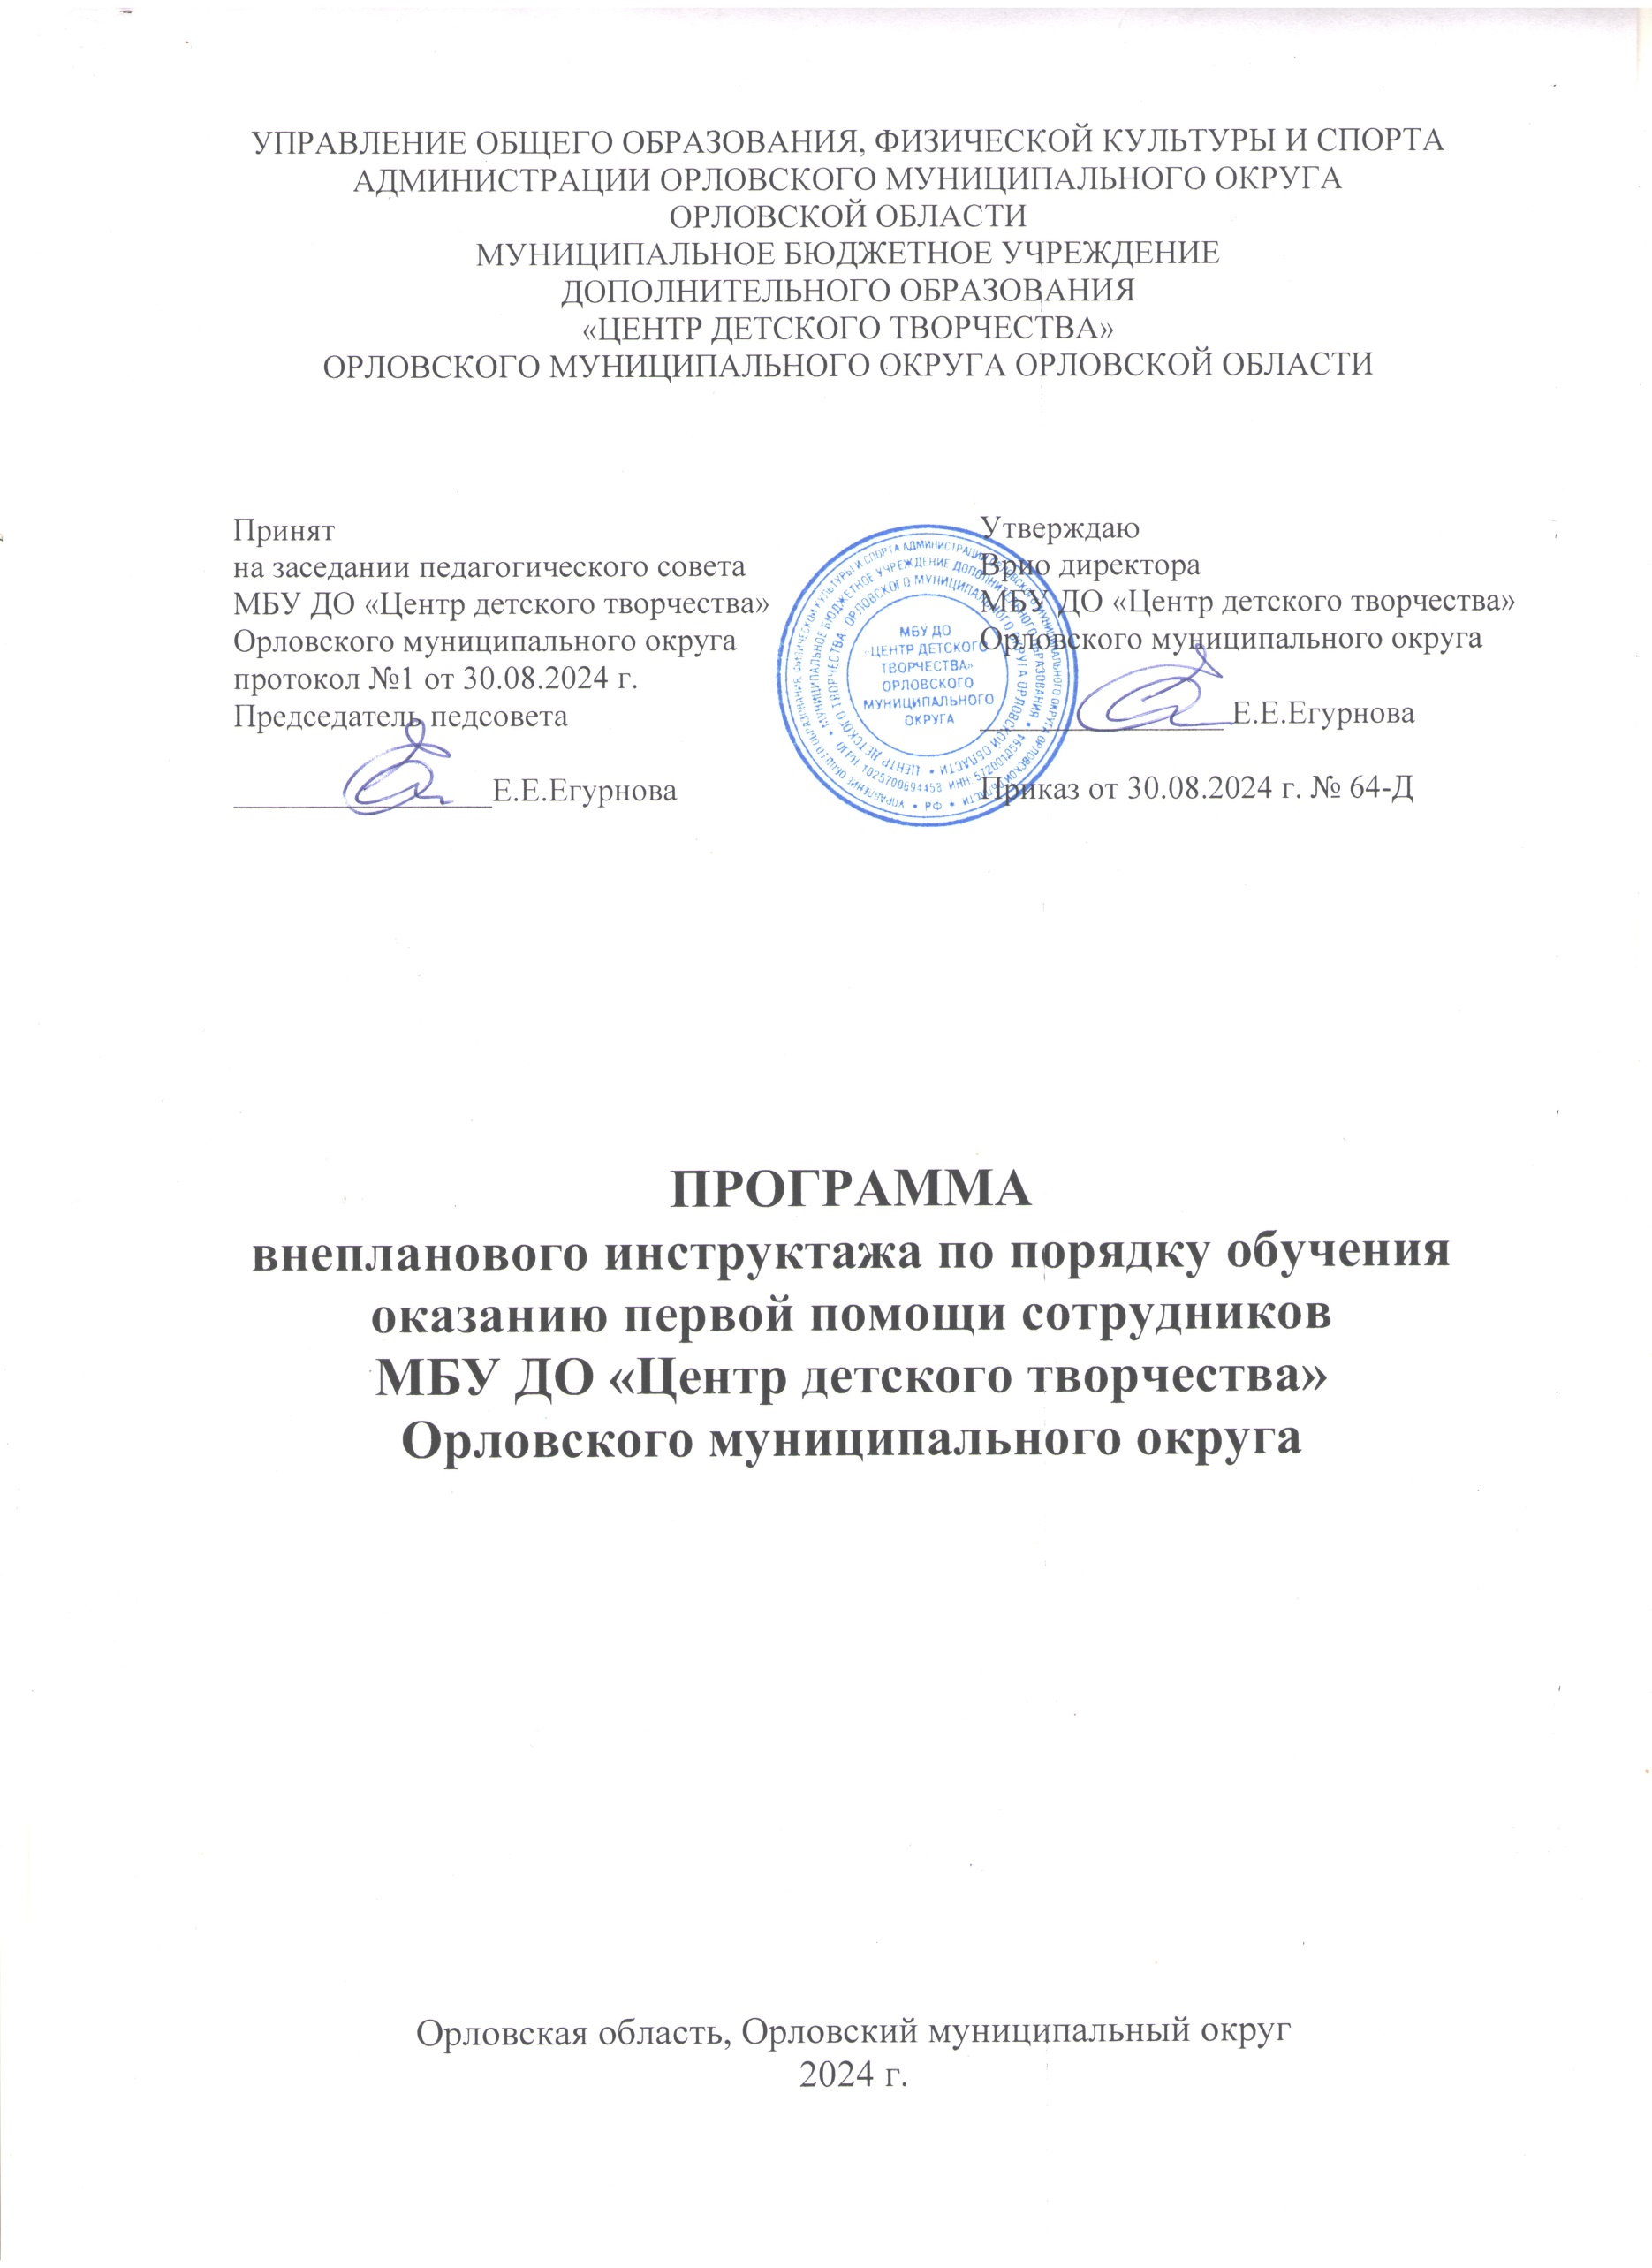 УПРАВЛЕНИЕ ОБЩЕГО ОБРАЗОВАНИЯ, ФИЗИЧЕСКОЙ КУЛЬТУРЫ И СПОРТА
АДМИНИСТРАЦИИ ОРЛОВСКОГО МУНИЦИПАЛЬНОГО ОКРУГА
ОРЛОВСКОЙ ОБЛАСТИ
МУНИЦИПАЛЬНОЕ БЮДЖЕТНОЕ УЧРЕЖДЕНИЕ
ДОПОЛНИТЕЛЬНОГО ОБРАЗОВАНИЯ
«ЦЕНТР ДЕТСКОГО ТВОРЧЕСТВА»
ОРЛОВСКОГО МУНИЦИПАЛЬНОГО ОКРУГА ОРЛОВСКОЙ ОБЛАСТИ
Принят
на заседании педагогического совета
МБУ ДО «Центр детского творчества»
Орловского муниципального округа
протокол №1 от 30.08.2024 г.
Председатель педсовета
Е.Е.Егурнова
Утверждаю
Врио директора
МБУ ДО «Центр детского творчества»
Орловского муниципального округа
Е.Е.Егурнова
Приказ от 30.08.2024 г. № 64-Д
МБУ ДО
«ЦЕНТР ДЕТСКОГО
ТВОРЧЕСТВА»
ОРЛОВСКОГО
МУНИЦИПАЛЬНОГО
ОКРУГА
ПРОГРАММА
внепланового инструктажа по порядку обучения
оказанию первой помощи сотрудников
МБУ ДО «Центр детского творчества»
Орловского муниципального округа
Орловская область, Орловский муниципальный округ
2024 г.